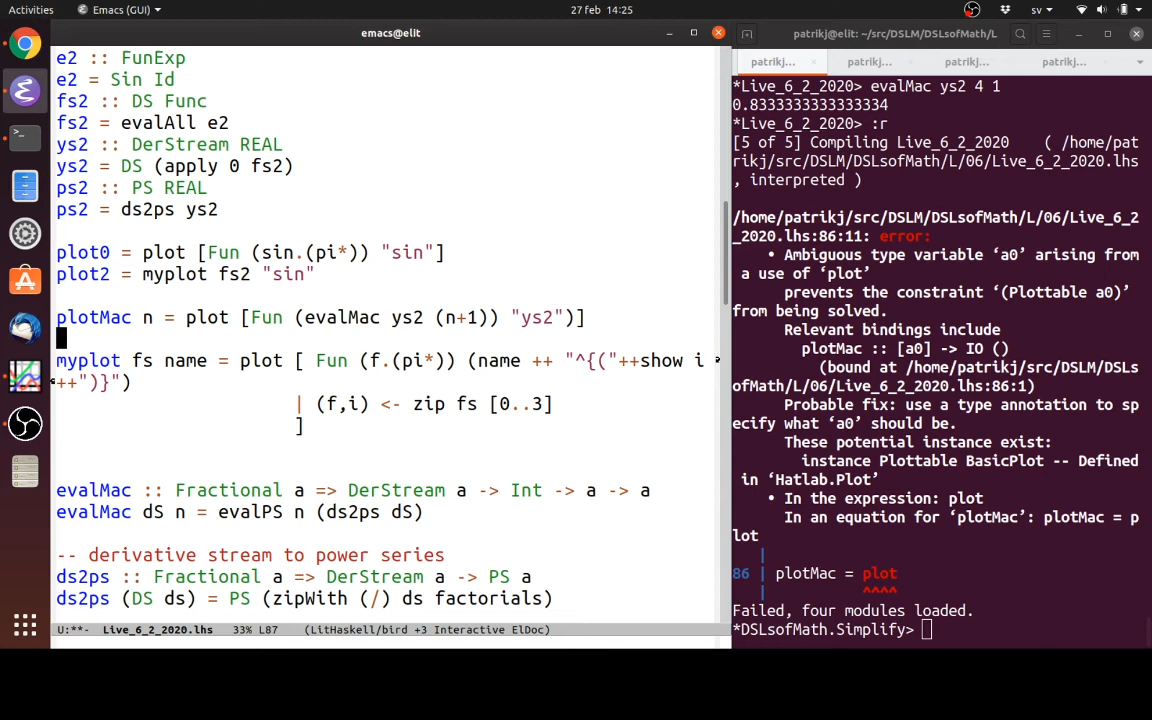 Activities
Emacs (GUI)
27 feb 14:25
sv
emacs@elit
e2 :: FunExp
e2 = Sin Id
fs2 :: DS Func
fs2 = evalAll e2
ys2 :: DerStream REAL
ys2 = DS (apply 0 fs2)
ps2 :: PS REAL
ps2 = ds2ps ys2
plot0 = plot [Fun (sin.(pi*)) "sin"]
plot2 = myplot fs2 "sin"
plotMac n = plot [Fun (evalMac ys2 (n+1)) "ys2")]
myplot fs name = plot [ Fun (f.(pi*)) (name ++ "^{("++show i
++")}")
| (f,i) <- zip fs [0..3]
]
evalMac :: Fractional a => DerStream a -> Int -> a -> a
evalMac dS n = evalPS n (ds2ps dS)
-- derivative stream to power series
ds2ps :: Fractional a => DerStream a -> PS a
ds2ps (DS ds) = PS (zipWith (/) ds factorials)
U:**- Live_6_2_2020.lhs 33% L87 (LitHaskell/bird +3 Interactive ElDoc)
patrikj@elit: ~/src/DSLM/DSLsofMath/L
patrikj...
patrikj...
patrikj...
patrikj...
*Live_6_2_2020> evalMac ys2 4 1
0.8333333333333334
*Live_6_2_2020> :r
[5 of 5] Compiling Live_6_2_2020 ( /home/pat
rikj/src/DSLM/DSLsofMath/L/06/Live_6_2_2020.lhs
, interpreted )
/home/patrikj/src/DSLM/DSLsofMath/L/06/Live_6_2
_2020.lhs:86:11: error:
• Ambiguous type variable ‘a0’ arising from
a use of ‘plot’
prevents the constraint ‘(Plottable a0)’
from being solved.
Relevant bindings include
plotMac :: [a0] -> IO ()
(bound at /home/patrikj/src/DSLM/DSLs
ofMath/L/06/Live_6_2_2020.lhs:86:1)
Probable fix: use a type annotation to sp
ecify what ‘a0’ should be.
These potential instance exist:
instance Plottable BasicPlot -- Defined
in ‘Hatlab.Plot’
• In the expression: plot
In an equation for ‘plotMac’: plotMac = p
lot
|
86 | plotMac = plot
| ^^^^
Failed, four modules loaded.
*DSLsofMath.Simplify>